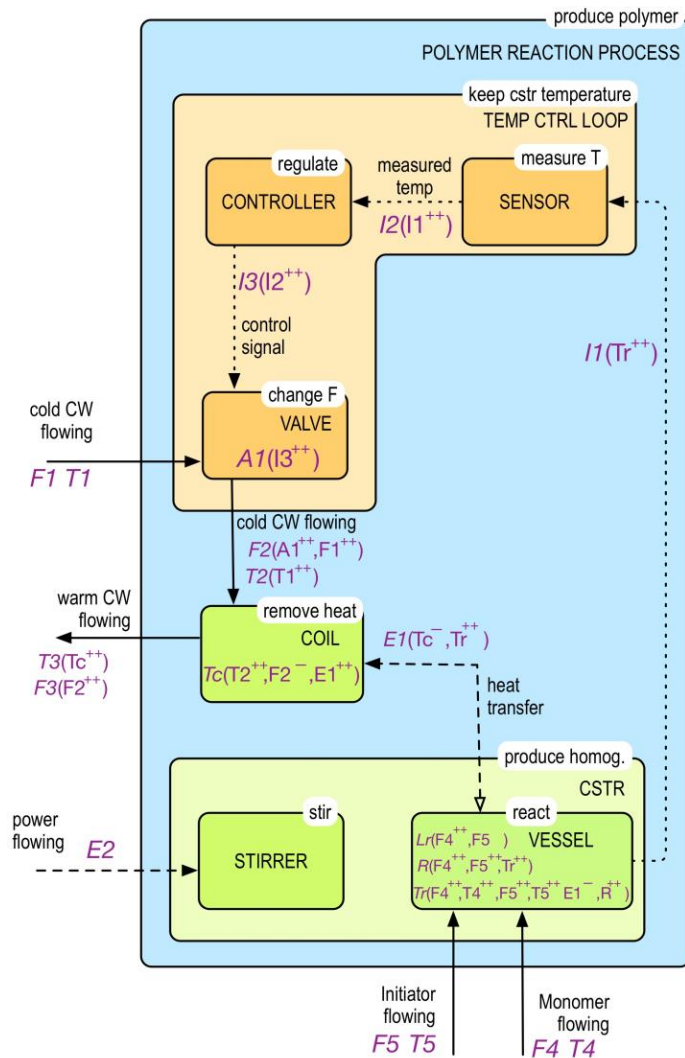 produce polymer
POLYMER REACTION PROCESS
keep cstr temperature
TEMP CTRL LOOP
regulate
CONTROLLER
measured
temp
I2(I1⁺⁺)
measure T
SENSOR
I3(I2⁺⁺)
control
signal
I1(Tr⁺⁺)
cold CW
flowing
F1 T1
change F
VALVE
A1(I3⁺⁺)
cold CW flowing
F2(A1⁺⁺,F1⁺⁺)
T2(T1⁺⁺)
warm CW
flowing
T3(Tc⁺⁺)
F3(F2⁺⁺)
remove heat
COIL
Tc(T2⁺⁺,F2⁻,E1⁺⁺)
E1(Tc⁻,Tr⁺⁺)
heat
transfer
produce homog.
CSTR
power
flowing
E2
stir
STIRRER
react
VESSEL
Lr(F4⁺⁺,F5 )
R(F4⁺⁺,F5⁺⁺,Tr⁺⁺)
Tr(F4⁺⁺,T4⁺⁺,F5⁺⁺,T5⁺⁺ E1⁻,R⁺⁺)
Initiator
flowing
F5 T5
Monomer
flowing
F4 T4